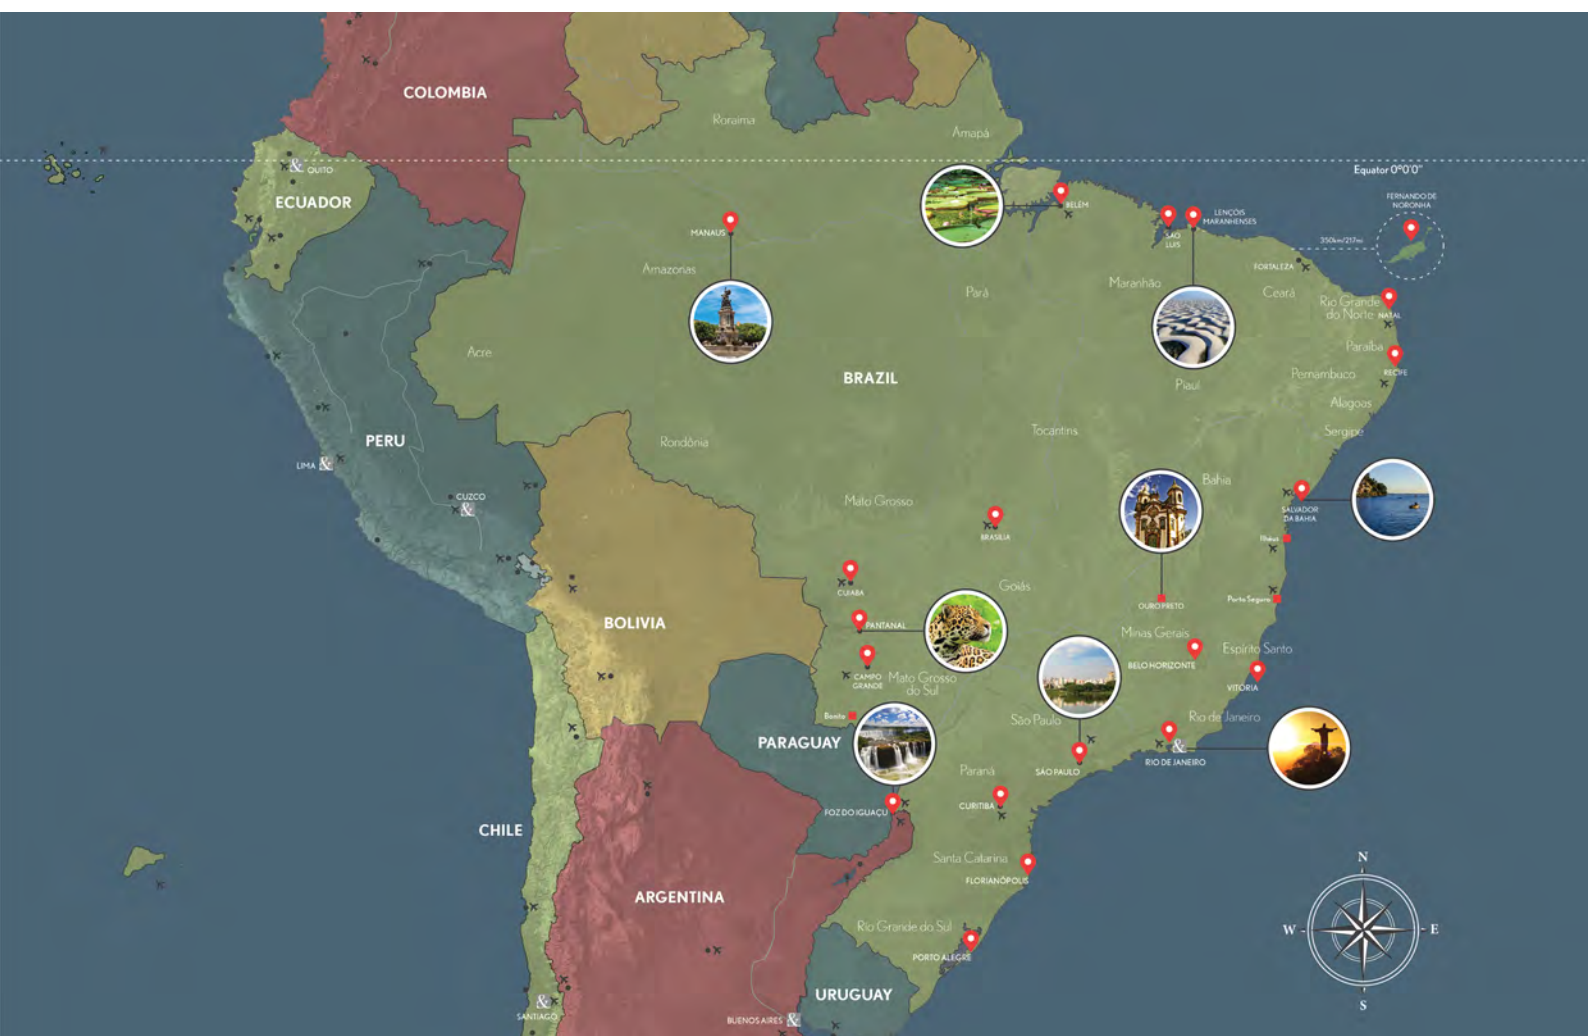 COLOMBIA
Roraima
Amapá
Equator 0º0'0"
& QUITO
ECUADOR
FERNANDO DE
NORONHA
BELÉM
LENÇÓIS
MARANHENSES
SÃO
LUIS
MANAUS
350km/217mi
FORTALEZA
Amazonas
Maranhão
Pará
Ceará
Rio Grande
do Norte
NATAL
Paraíba
Acre
RECIFE
BRAZIL
Pernambuco
Piauí
Alagoas
Tocantins
Sergipe
PERU
Rondônia
LIMA &
Bahia
CUZCO
&
Mato Grosso
SALVADOR
DA BAHIA
BRASILIA
Ilhéus
Goiás
CUIABA
OURO PRETO
Porto Seguro
BOLIVIA
PANTANAL
Minas Gerais
Espírito Santo
BELO HORIZONTE
CAMPO
GRANDE
Mato Grosso
do Sul
VITÓRIA
Bonito
São Paulo
Rio de Janeiro
PARAGUAY
&
RIO DE JANEIRO
SÃO PAULO
Paraná
CURITIBA
FOZ DO IGUAÇU
CHILE
Santa Catarina
FLORIANÓPOLIS
N
ARGENTINA
Rio Grande do Sul
W
E
PORTO ALEGRE
URUGUAY
S
&
SANTIAGO
BUENOS AIRES &